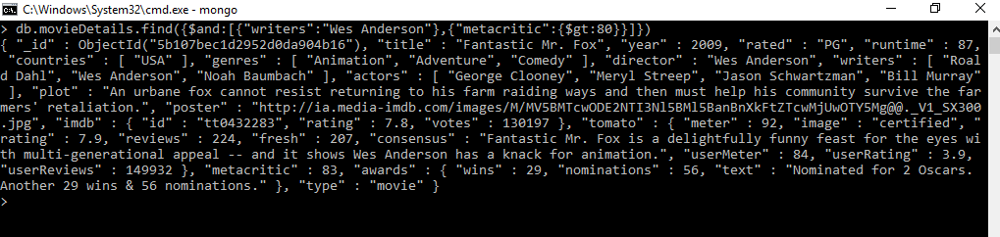 C:\Windows\System32\cmd.exe - mongo
> db.movieDetails.find({$and:[{"writers":"Wes Anderson"},{"metacritic":{$gt:80}}]})
{ "_id" : ObjectId("5b107bec1d2952d0da904b16"), "title" : "Fantastic Mr. Fox", "year" : 2009, "rated" : "PG", "runtime" : 87,
"countries" : [ "USA" ], "genres" : [ "Animation", "Adventure", "Comedy" ], "director" : "Wes Anderson", "writers" : [ "Roal
d Dahl", "Wes Anderson", "Noah Baumbach" ], "actors" : [ "George Clooney", "Meryl Streep", "Jason Schwartzman", "Bill Murray"
], "plot" : "An urbane fox cannot resist returning to his farm raiding ways and then must help his community survive the far
mers' retaliation.", "poster" : "http://ia.media-imdb.com/images/M/MV5BMTcwODE2NTI3Nl5BMl5BanBnXkFtZTcwMjUwOTY5Mg@@._V1_SX300
.jpg", "imdb" : { "id" : "tt0432283", "rating" : 7.8, "votes" : 130197 }, "tomato" : { "meter" : 92, "image" : "certified", "
rating" : 7.9, "reviews" : 224, "fresh" : 207, "consensus" : "Fantastic Mr. Fox is a delightfully funny feast for the eyes wi
th multi-generational appeal -- and it shows Wes Anderson has a knack for animation.", "userMeter" : 84, "userRating" : 3.9,
"userReviews" : 149932 }, "metacritic" : 83, "awards" : { "wins" : 29, "nominations" : 56, "text" : "Nominated for 2 Oscars.
Another 29 wins & 56 nominations." }, "type" : "movie" }
>